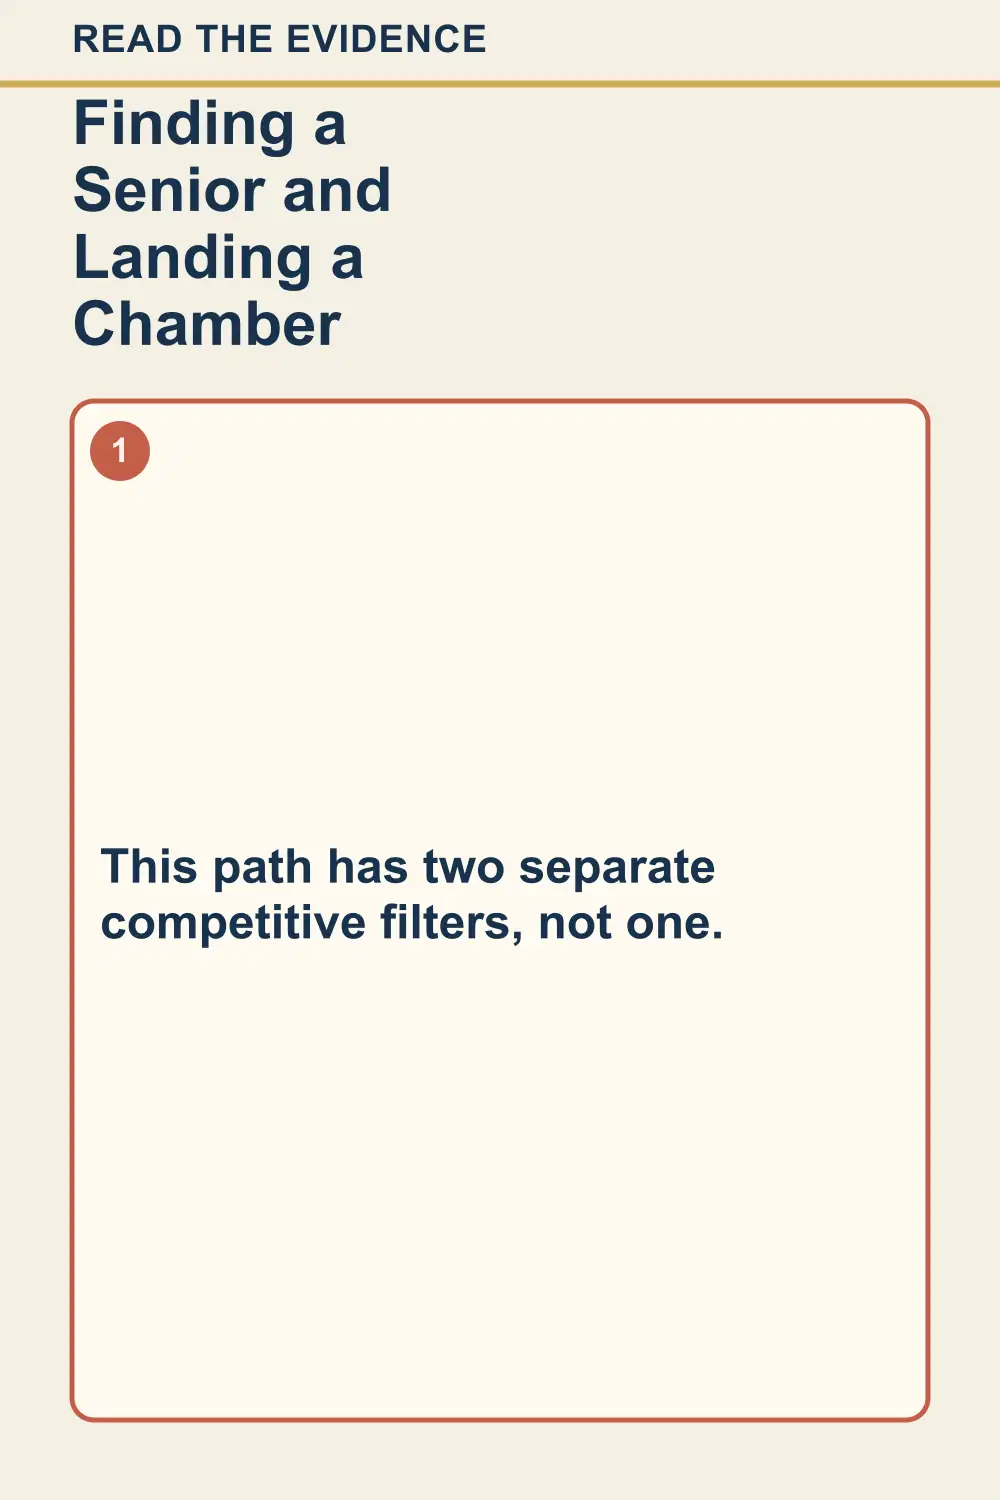 READ THE EVIDENCE
Finding a
Senior and
Landing a
Chamber
1
This path has two separate
competitive filters, not one.